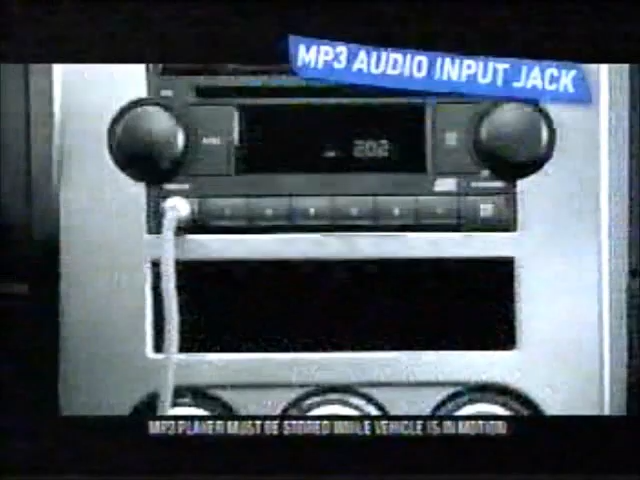 MP3 AUDIO INPUT JACK
202
MP3 PLAYER MUST BE STORED WHILE VEHICLE IS IN MOTION